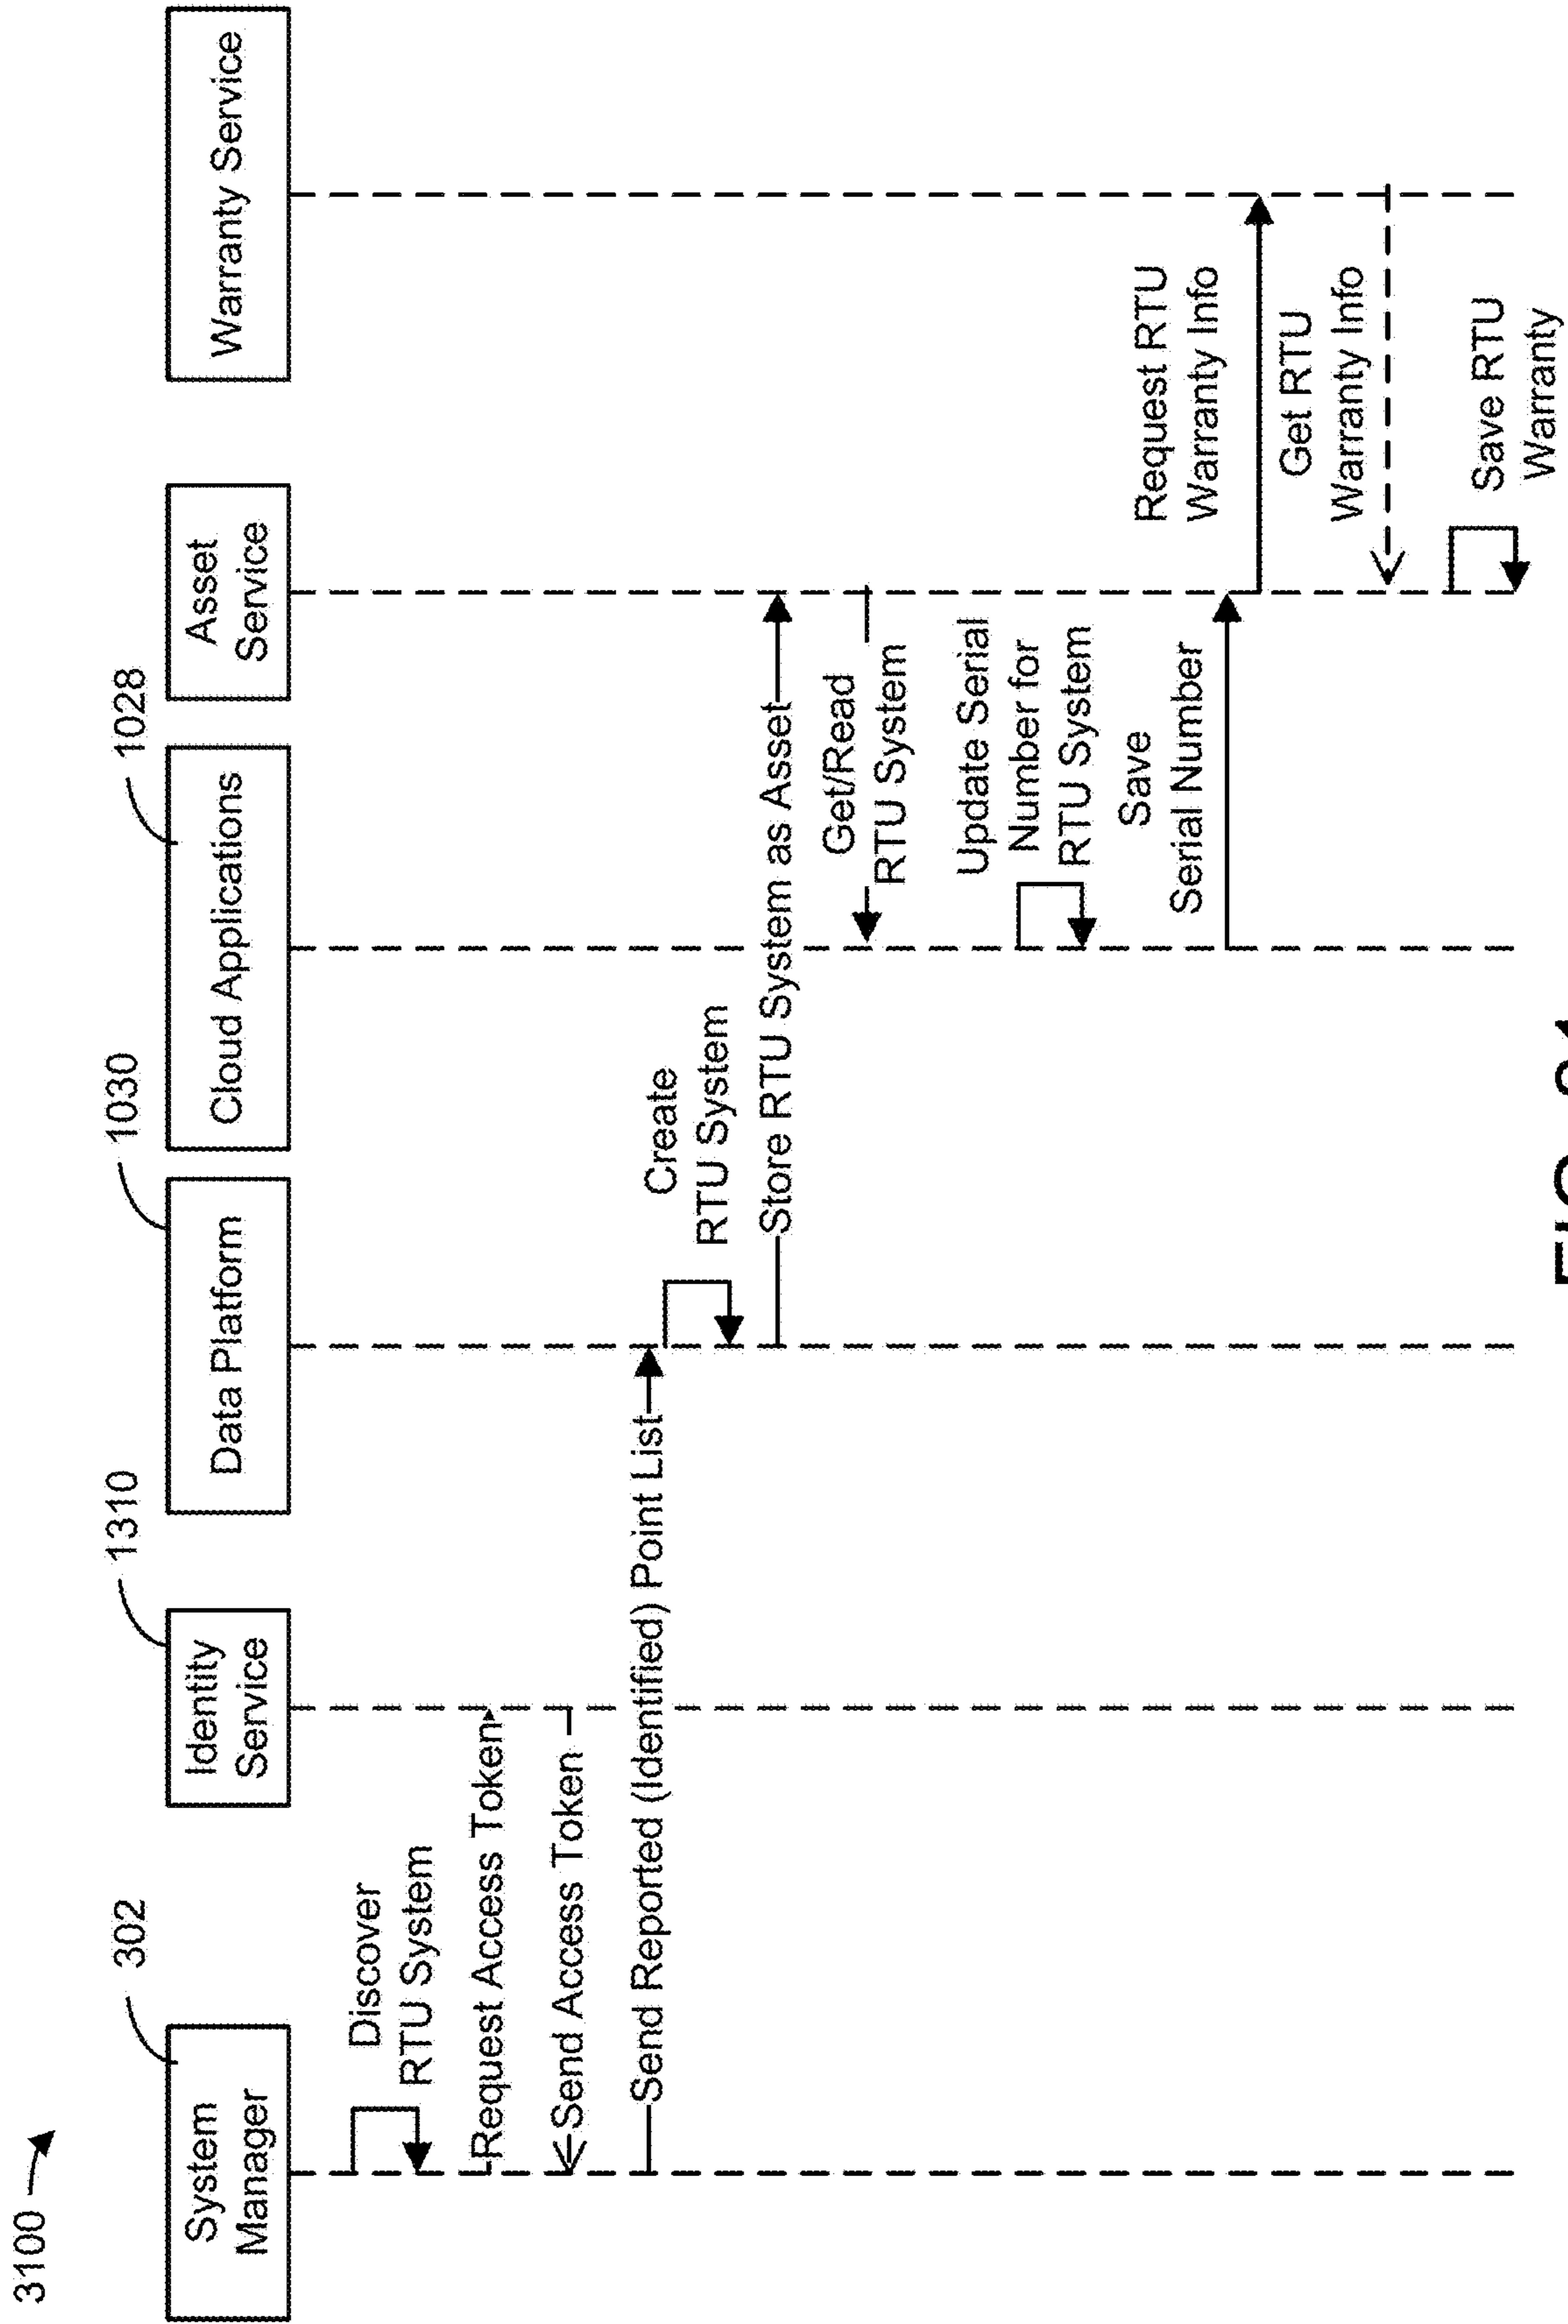 3100
302
1310
1030
1028
System
Manager
Identity
Service
Data Platform
Cloud Applications
Asset
Service
Warranty Service
Discover
RTU System
Request Access Token
Send Access Token
Send Reported (Identified) Point List
Create
RTU System
Store RTU System as Asset
Get/Read
RTU System
Update Serial
Number for
RTU System
Save
Serial Number
Request RTU
Warranty Info
Get RTU
Warranty Info
Save RTU
Warranty